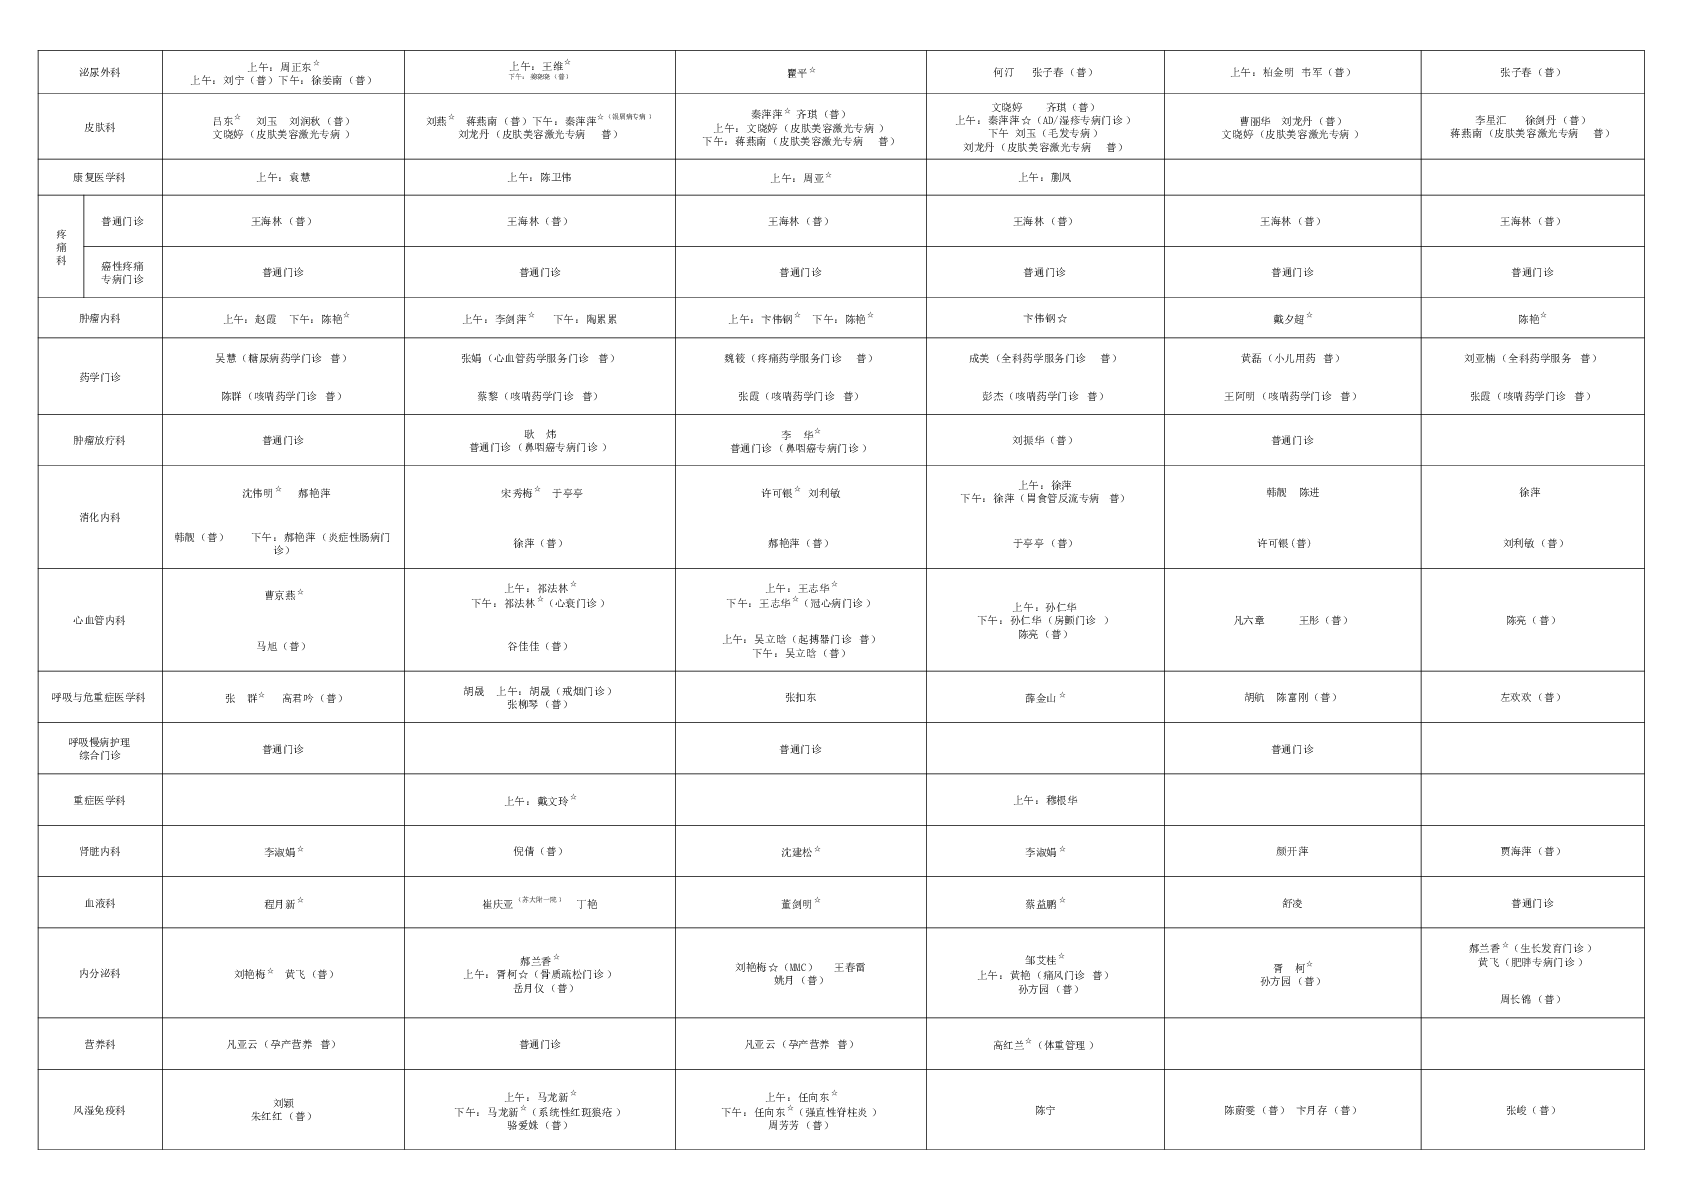 泌尿外科
上午：周正东☆
上午：刘宁（普）下午：徐姜南（普）
上午：王维☆
下午：姜晓晓（普）
瞿平☆
何汀 张子春（普）
上午：柏金明 韦军（普）
张子春（普）
皮肤科
吕东☆ 刘玉 刘润秋（普）
文晓婷（皮肤美容激光专病）
刘燕☆ 蒋燕南（普）下午：秦萍萍☆（银屑病专病）
刘龙丹（皮肤美容激光专病 普）
秦萍萍☆ 齐琪（普）
上午：文晓婷（皮肤美容激光专病）
下午：蒋燕南（皮肤美容激光专病 普）
文晓婷 齐琪（普）
上午：秦萍萍☆（AD/湿疹专病门诊）
下午 刘玉（毛发专病）
刘龙丹（皮肤美容激光专病 普）
曹丽华 刘龙丹（普）
文晓婷（皮肤美容激光专病）
李星汇 徐剑丹（普）
蒋燕南（皮肤美容激光专病 普）
康复医学科
上午：袁慧
上午：陈卫伟
上午：周亚☆
上午：蒯凤
疼痛科
普通门诊
王海林（普）
王海林（普）
王海林（普）
王海林（普）
王海林（普）
王海林（普）
癌性疼痛
专病门诊
普通门诊
普通门诊
普通门诊
普通门诊
普通门诊
普通门诊
肿瘤内科
上午：赵霞 下午：陈艳☆
上午：李剑萍☆ 下午：陶累累
上午：卞伟钢☆ 下午：陈艳☆
卞伟钢☆
戴夕超☆
陈艳☆
药学门诊
吴慧（糖尿病药学门诊 普）
陈群（咳喘药学门诊 普）
张娟（心血管药学服务门诊 普）
蔡黎（咳喘药学门诊 普）
魏筱（疼痛药学服务门诊 普）
张霞（咳喘药学门诊 普）
成美（全科药学服务门诊 普）
彭杰（咳喘药学门诊 普）
黄磊（小儿用药 普）
王阿明（咳喘药学门诊 普）
刘亚楠（全科药学服务 普）
张霞（咳喘药学门诊 普）
肿瘤放疗科
普通门诊
耿 炜
普通门诊（鼻咽癌专病门诊）
李 华☆
普通门诊（鼻咽癌专病门诊）
刘振华（普）
普通门诊
消化内科
沈伟明☆ 郝艳萍
韩靓（普） 下午：郝艳萍（炎症性肠病门
诊）
宋秀梅☆ 于亭亭
徐萍（普）
许可银☆ 刘利敏
郝艳萍（普）
上午：徐萍
下午：徐萍（胃食管反流专病 普）
于亭亭（普）
韩靓 陈进
许可银(普)
徐萍
刘利敏（普）
心血管内科
曹京燕☆
马旭（普）
上午：祁法林☆
下午：祁法林☆（心衰门诊）
谷佳佳（普）
上午：王志华☆
下午：王志华☆（冠心病门诊）
上午：吴立晗（起搏器门诊 普）
下午：吴立晗（普）
上午：孙仁华
下午：孙仁华（房颤门诊 ）
陈亮（普）
凡六章 王彤（普）
陈亮（普）
呼吸与危重症医学科
张 群☆ 高君吟（普）
胡晟 上午：胡晟（戒烟门诊）
张柳琴（普）
张扣东
薛金山☆
胡航 陈富刚（普）
左欢欢（普）
呼吸慢病护理
综合门诊
普通门诊
普通门诊
普通门诊
重症医学科
上午：戴文玲☆
上午：穆根华
肾脏内科
李淑娟☆
倪倩（普）
沈建松☆
李淑娟☆
颜开萍
贾海萍（普）
血液科
程月新☆
崔庆亚（苏大附一院） 丁艳
董剑明☆
蔡益鹏☆
舒凌
普通门诊
内分泌科
刘艳梅☆ 黄飞（普）
郝兰香☆
上午：胥柯☆（骨质疏松门诊）
岳月仪（普）
刘艳梅☆（MMC） 王春雷
姚月（普）
邹艾桂☆
上午：黄艳（痛风门诊 普）
孙方园（普）
胥 柯☆
孙方园（普）
郝兰香☆（生长发育门诊）
黄飞（肥胖专病门诊）
周长锦（普）
营养科
凡亚云（孕产营养 普）
普通门诊
凡亚云（孕产营养 普）
高红兰☆（体重管理）
风湿免疫科
刘颖
朱红红（普）
上午：马龙新☆
下午：马龙新☆（系统性红斑狼疮）
骆爱姝（普）
上午：任向东☆
下午：任向东☆（强直性脊柱炎）
周芳芳（普）
陈宁
陈蔚雯（普） 卞月存（普）
张峻（普）